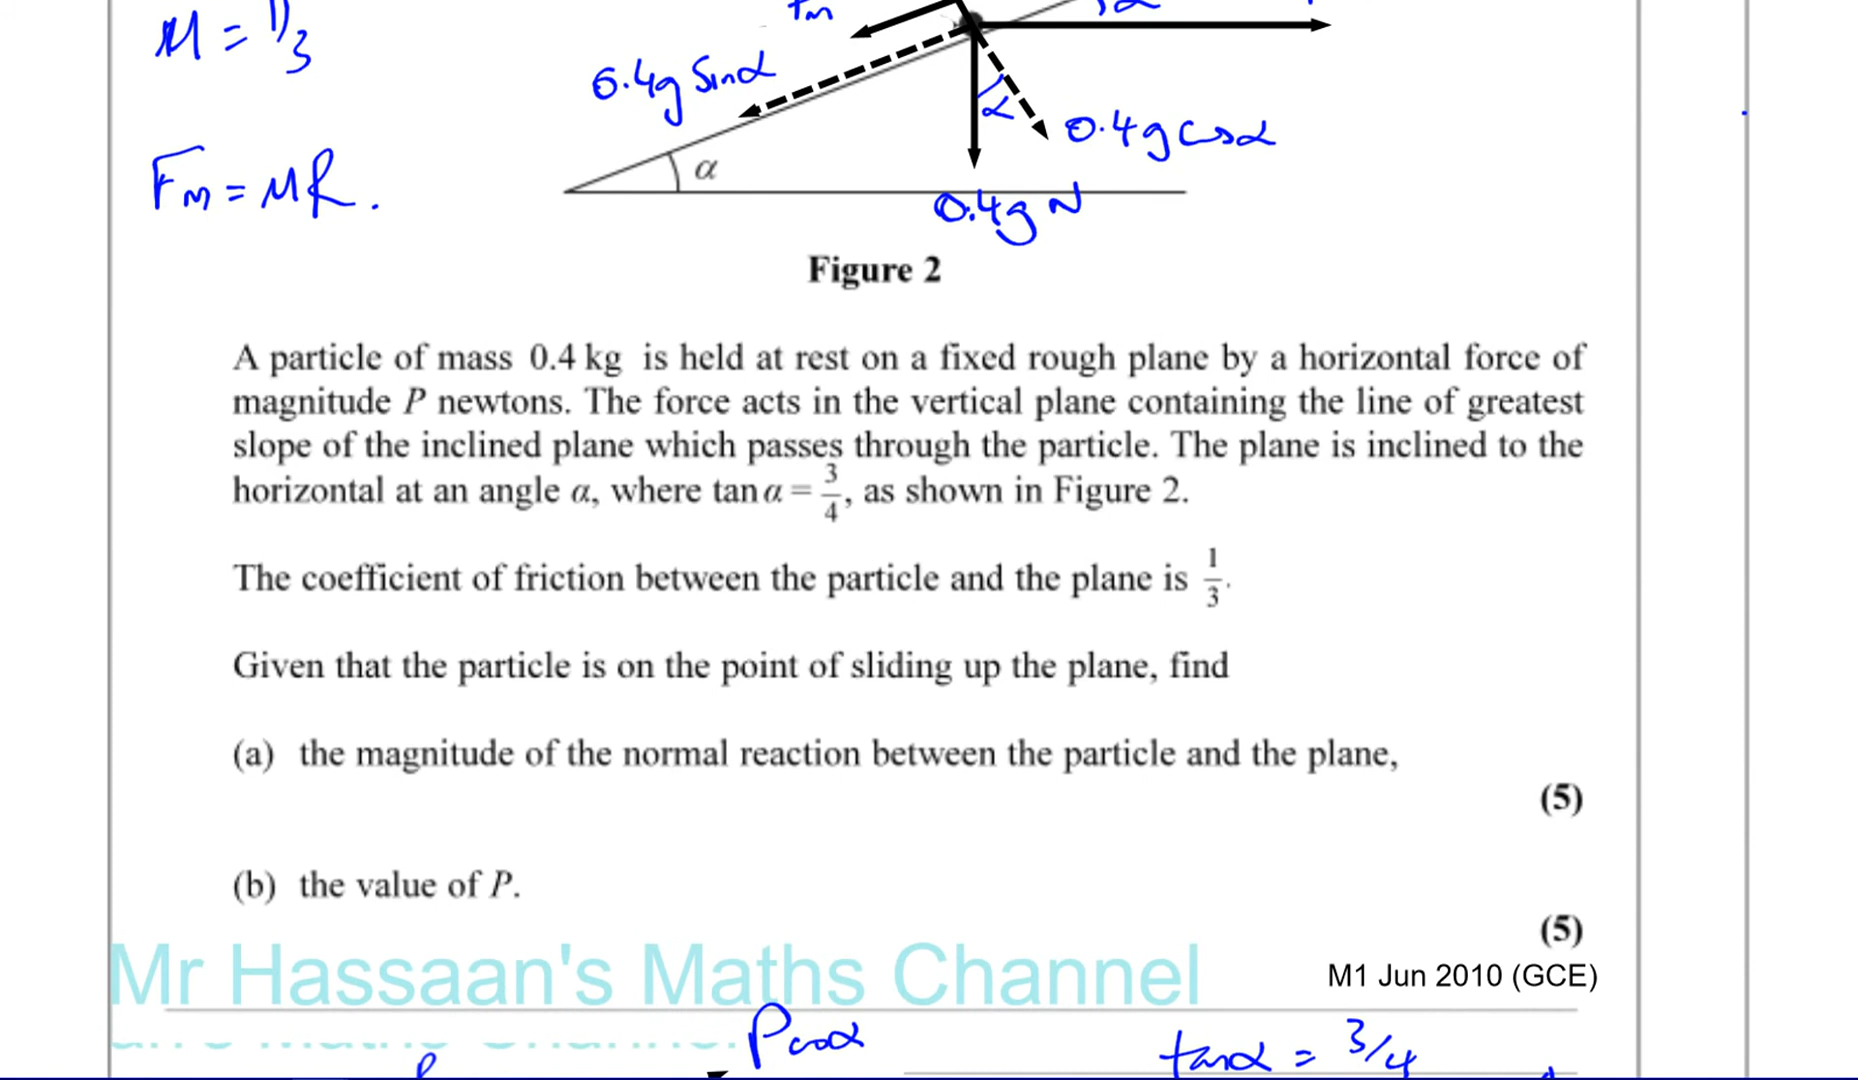 M = 1/3
Fm
6.4g Sinα
α
0.4g cosα
α
Fm = MR.
0.4g N
Figure 2
A particle of mass 0.4 kg is held at rest on a fixed rough plane by a horizontal force of
magnitude P newtons. The force acts in the vertical plane containing the line of greatest
slope of the inclined plane which passes through the particle. The plane is inclined to the
horizontal at an angle α, where tan α = 3/4, as shown in Figure 2.
The coefficient of friction between the particle and the plane is 1/3.
Given that the particle is on the point of sliding up the plane, find
(a) the magnitude of the normal reaction between the particle and the plane,
(5)
(b) the value of P.
(5)
Mr Hassaan's Maths Channel
M1 Jun 2010 (GCE)
Pcosα
tanα = 3/4